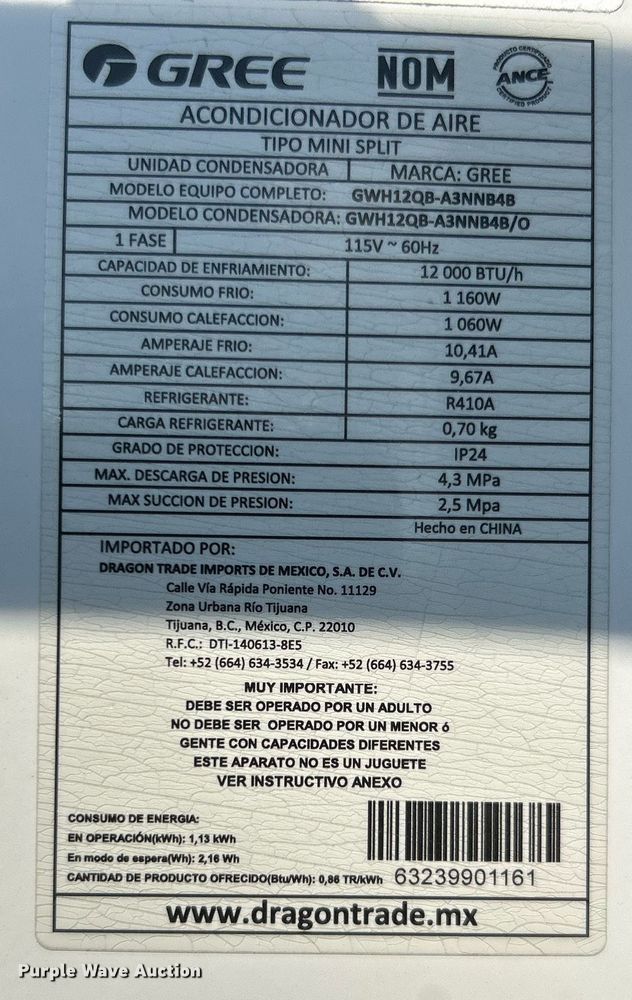 GREE NOM PRODUCTO CERTIFICADO ANCE CERTIFIED PRODUCT
ACONDICIONADOR DE AIRE
TIPO MINI SPLIT
UNIDAD CONDENSADORA MARCA: GREE
MODELO EQUIPO COMPLETO: GWH12QB-A3NNB4B
MODELO CONDENSADORA: GWH12QB-A3NNB4B/O
1 FASE 115V ~ 60Hz
CAPACIDAD DE ENFRIAMIENTO: 12 000 BTU/h
CONSUMO FRIO: 1 160W
CONSUMO CALEFACCION: 1 060W
AMPERAJE FRIO: 10,41A
AMPERAJE CALEFACCION: 9,67A
REFRIGERANTE: R410A
CARGA REFRIGERANTE: 0,70 kg
GRADO DE PROTECCION: IP24
MAX. DESCARGA DE PRESION: 4,3 MPa
MAX SUCCION DE PRESION: 2,5 Mpa
Hecho en CHINA
IMPORTADO POR:
DRAGON TRADE IMPORTS DE MEXICO, S.A. DE C.V.
Calle Vía Rápida Poniente No. 11129
Zona Urbana Río Tijuana
Tijuana, B.C., México, C.P. 22010
R.F.C.: DTI-140613-8E5
Tel: +52 (664) 634-3534 / Fax: +52 (664) 634-3755
MUY IMPORTANTE:
DEBE SER OPERADO POR UN ADULTO
NO DEBE SER OPERADO POR UN MENOR ó
GENTE CON CAPACIDADES DIFERENTES
ESTE APARATO NO ES UN JUGUETE
VER INSTRUCTIVO ANEXO
CONSUMO DE ENERGIA:
EN OPERACIÓN(kWh): 1,13 kWh
En modo de espera(Wh): 2,16 Wh
CANTIDAD DE PRODUCTO OFRECIDO(Btu/Wh): 0,86 TR/kWh 63239901161
www.dragontrade.mx
Purple Wave Auction